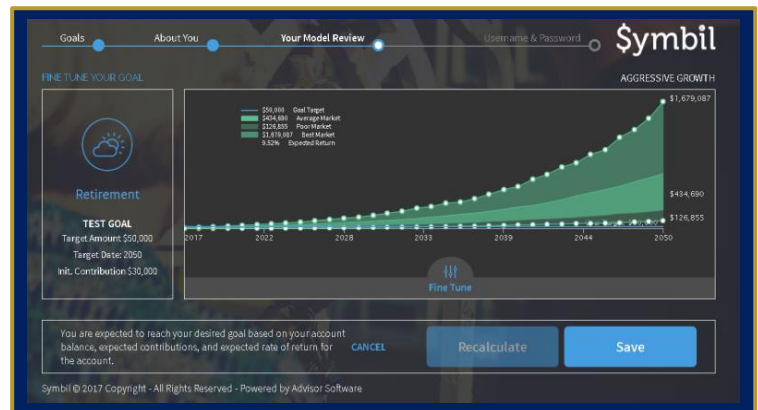 Goals About You Your Model Review Username & Password $ymbil
FINE TUNE YOUR GOAL AGGRESSIVE GROWTH
$1,679,087
$50,000 Goal Target
$434,690 Average Market
$126,855 Poor Market
$1,679,087 Best Market
9.52% Expected Return
Retirement
TEST GOAL
Target Amount $50,000
Target Date: 2050
Init. Contribution $30,000
$434,690
$126,855
2017 2022 2028 2033 2039 2044 2050
Fine Tune
You are expected to reach your desired goal based on your account
balance, expected contributions, and expected rate of return for
the account.
CANCEL Recalculate Save
Symbil © 2017 Copyright - All Rights Reserved - Powered by Advisor Software